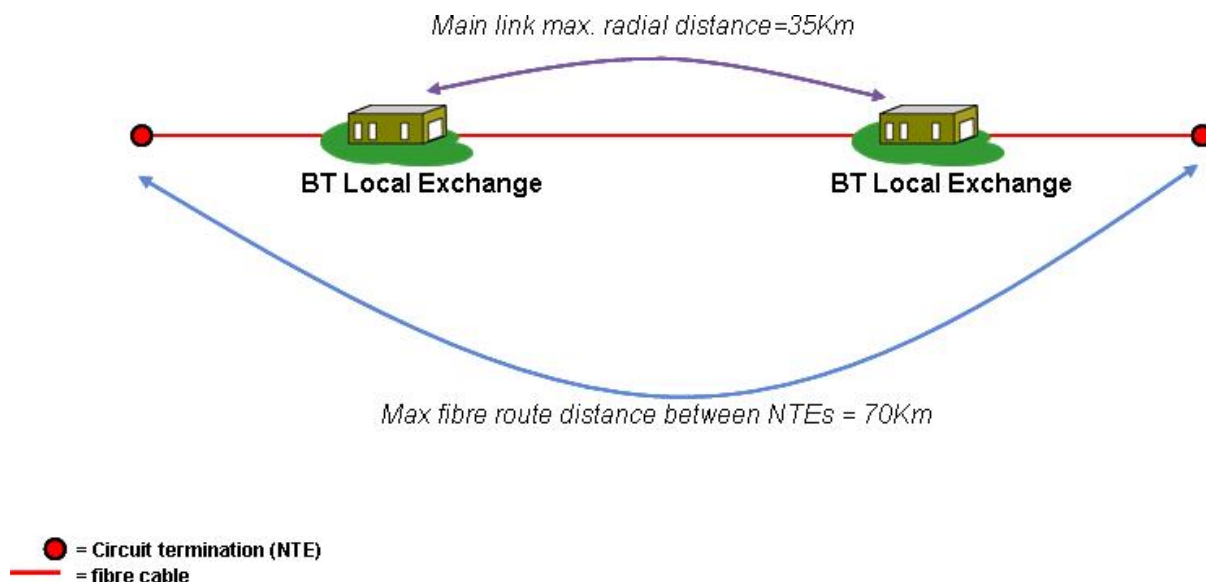 Main link max. radial distance=35Km
BT Local Exchange
BT Local Exchange
Max fibre route distance between NTEs = 70Km
= Circuit termination (NTE)
= fibre cable